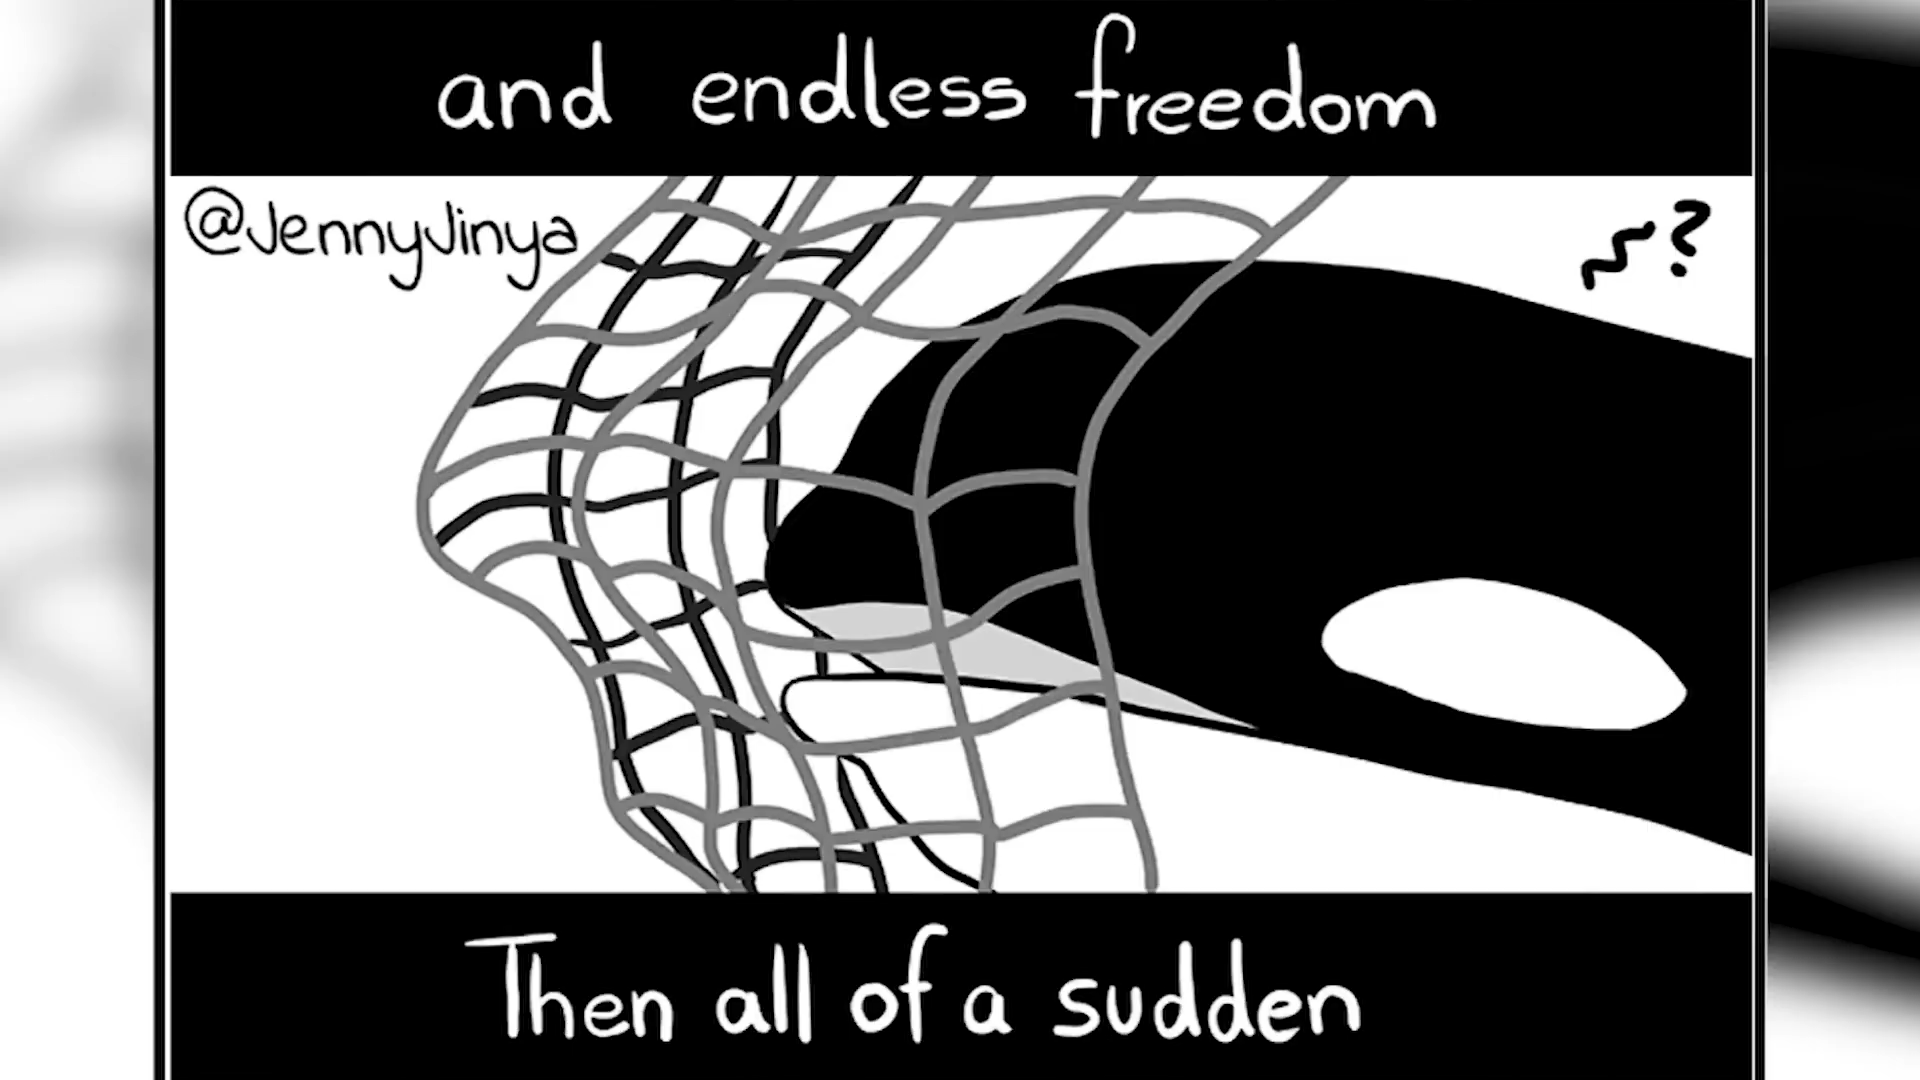 and endless freedom
@JennyJinya
?
Then all of a sudden